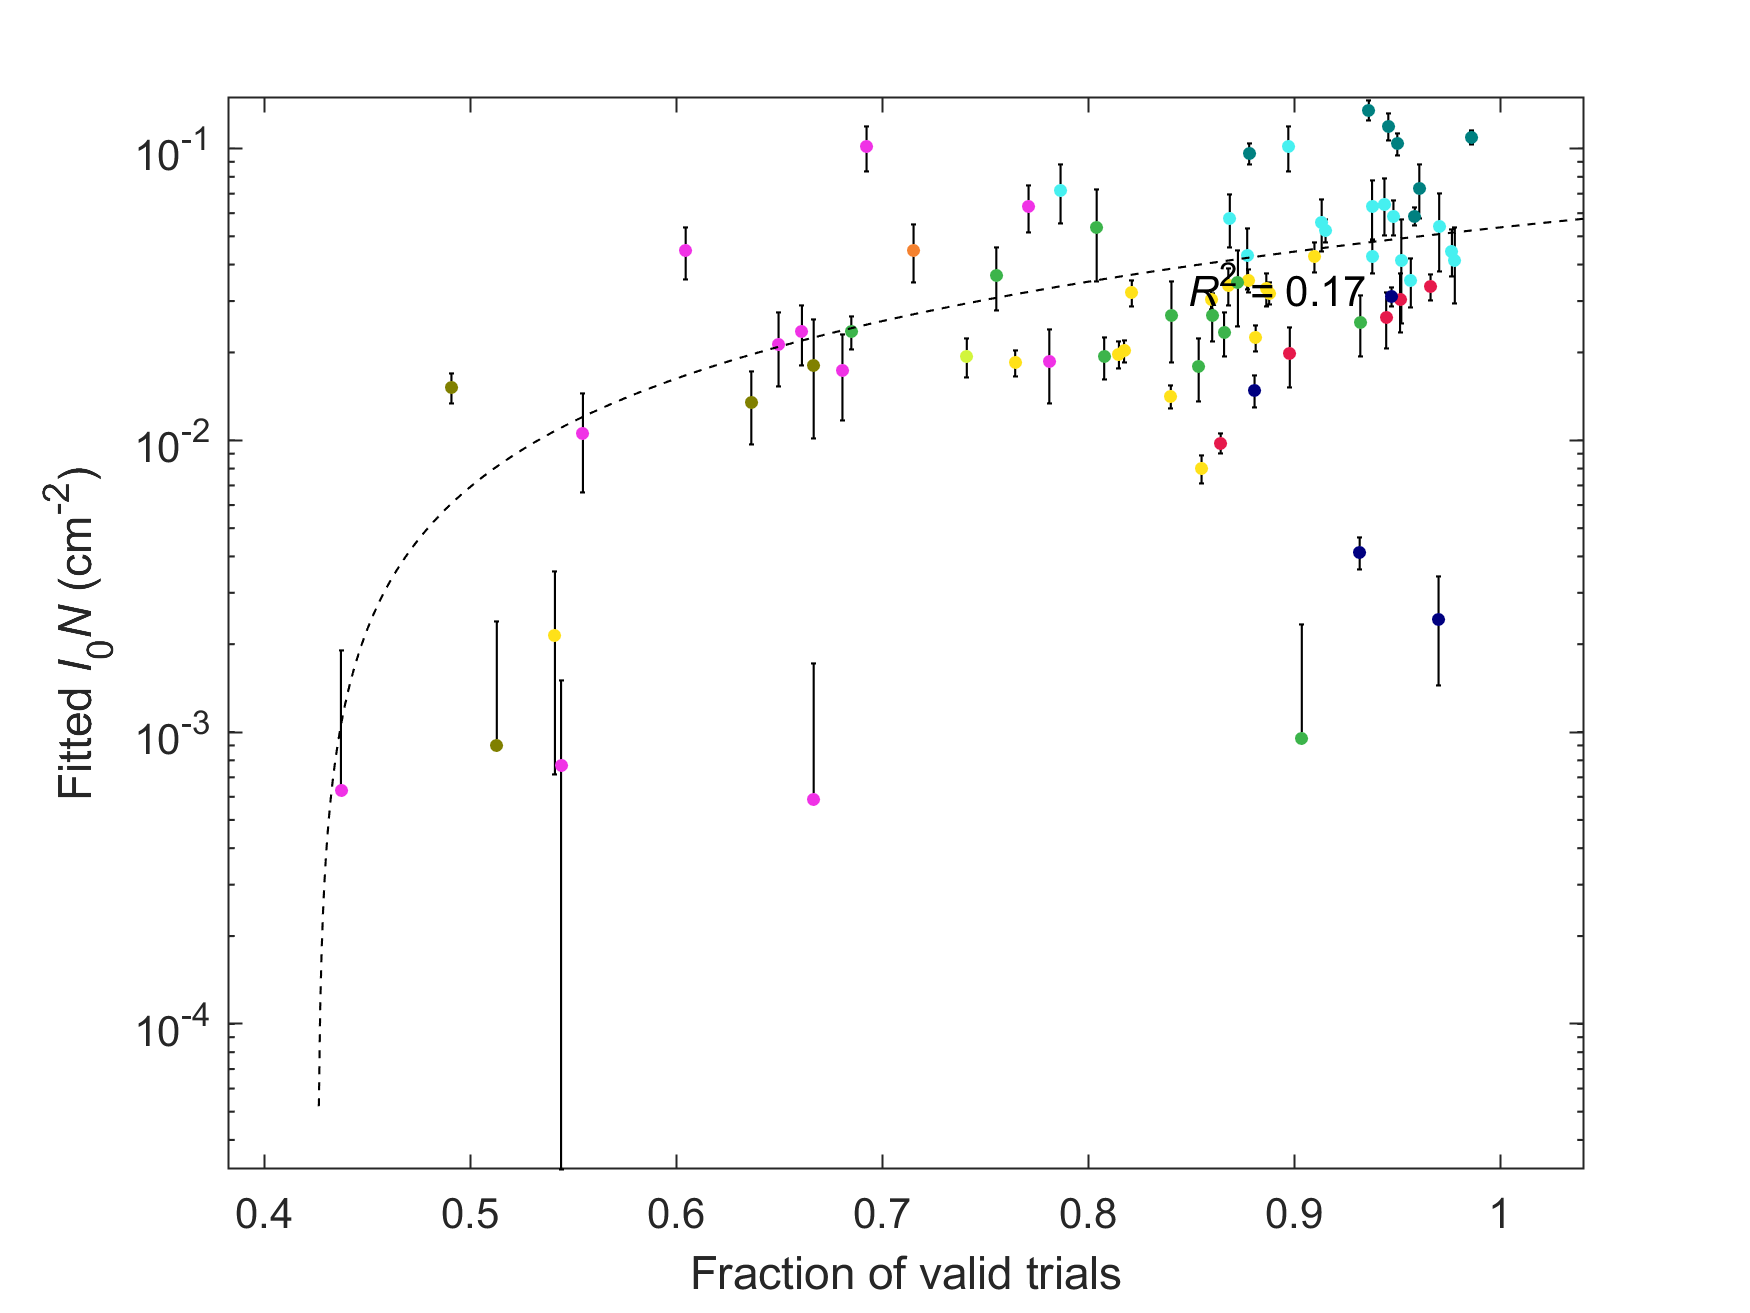 10⁻¹
10⁻²
10⁻³
10⁻⁴
Fitted I₀N (cm⁻²)
R² = 0.17
0.4 0.5 0.6 0.7 0.8 0.9 1
Fraction of valid trials